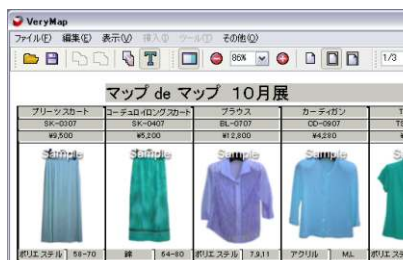 VeryMap
ファイル(F) 編集(E) 表示(V) 挿入(I) ツール(T) その他(O)
T 86% 1/3
マップ de マップ 10月展
プリーツスカート コーデュロイロングスカート ブラウス カーディガン T
SK-0307 SK-0407 BL-0707 CD-0907 TS
¥9,500 ¥5,200 ¥12,800 ¥4,280
Sample Sample Sample Sample
ポリエステル 58-70 綿 64-80 ポリエステル 7,9,11 アクリル M,L ポリエス